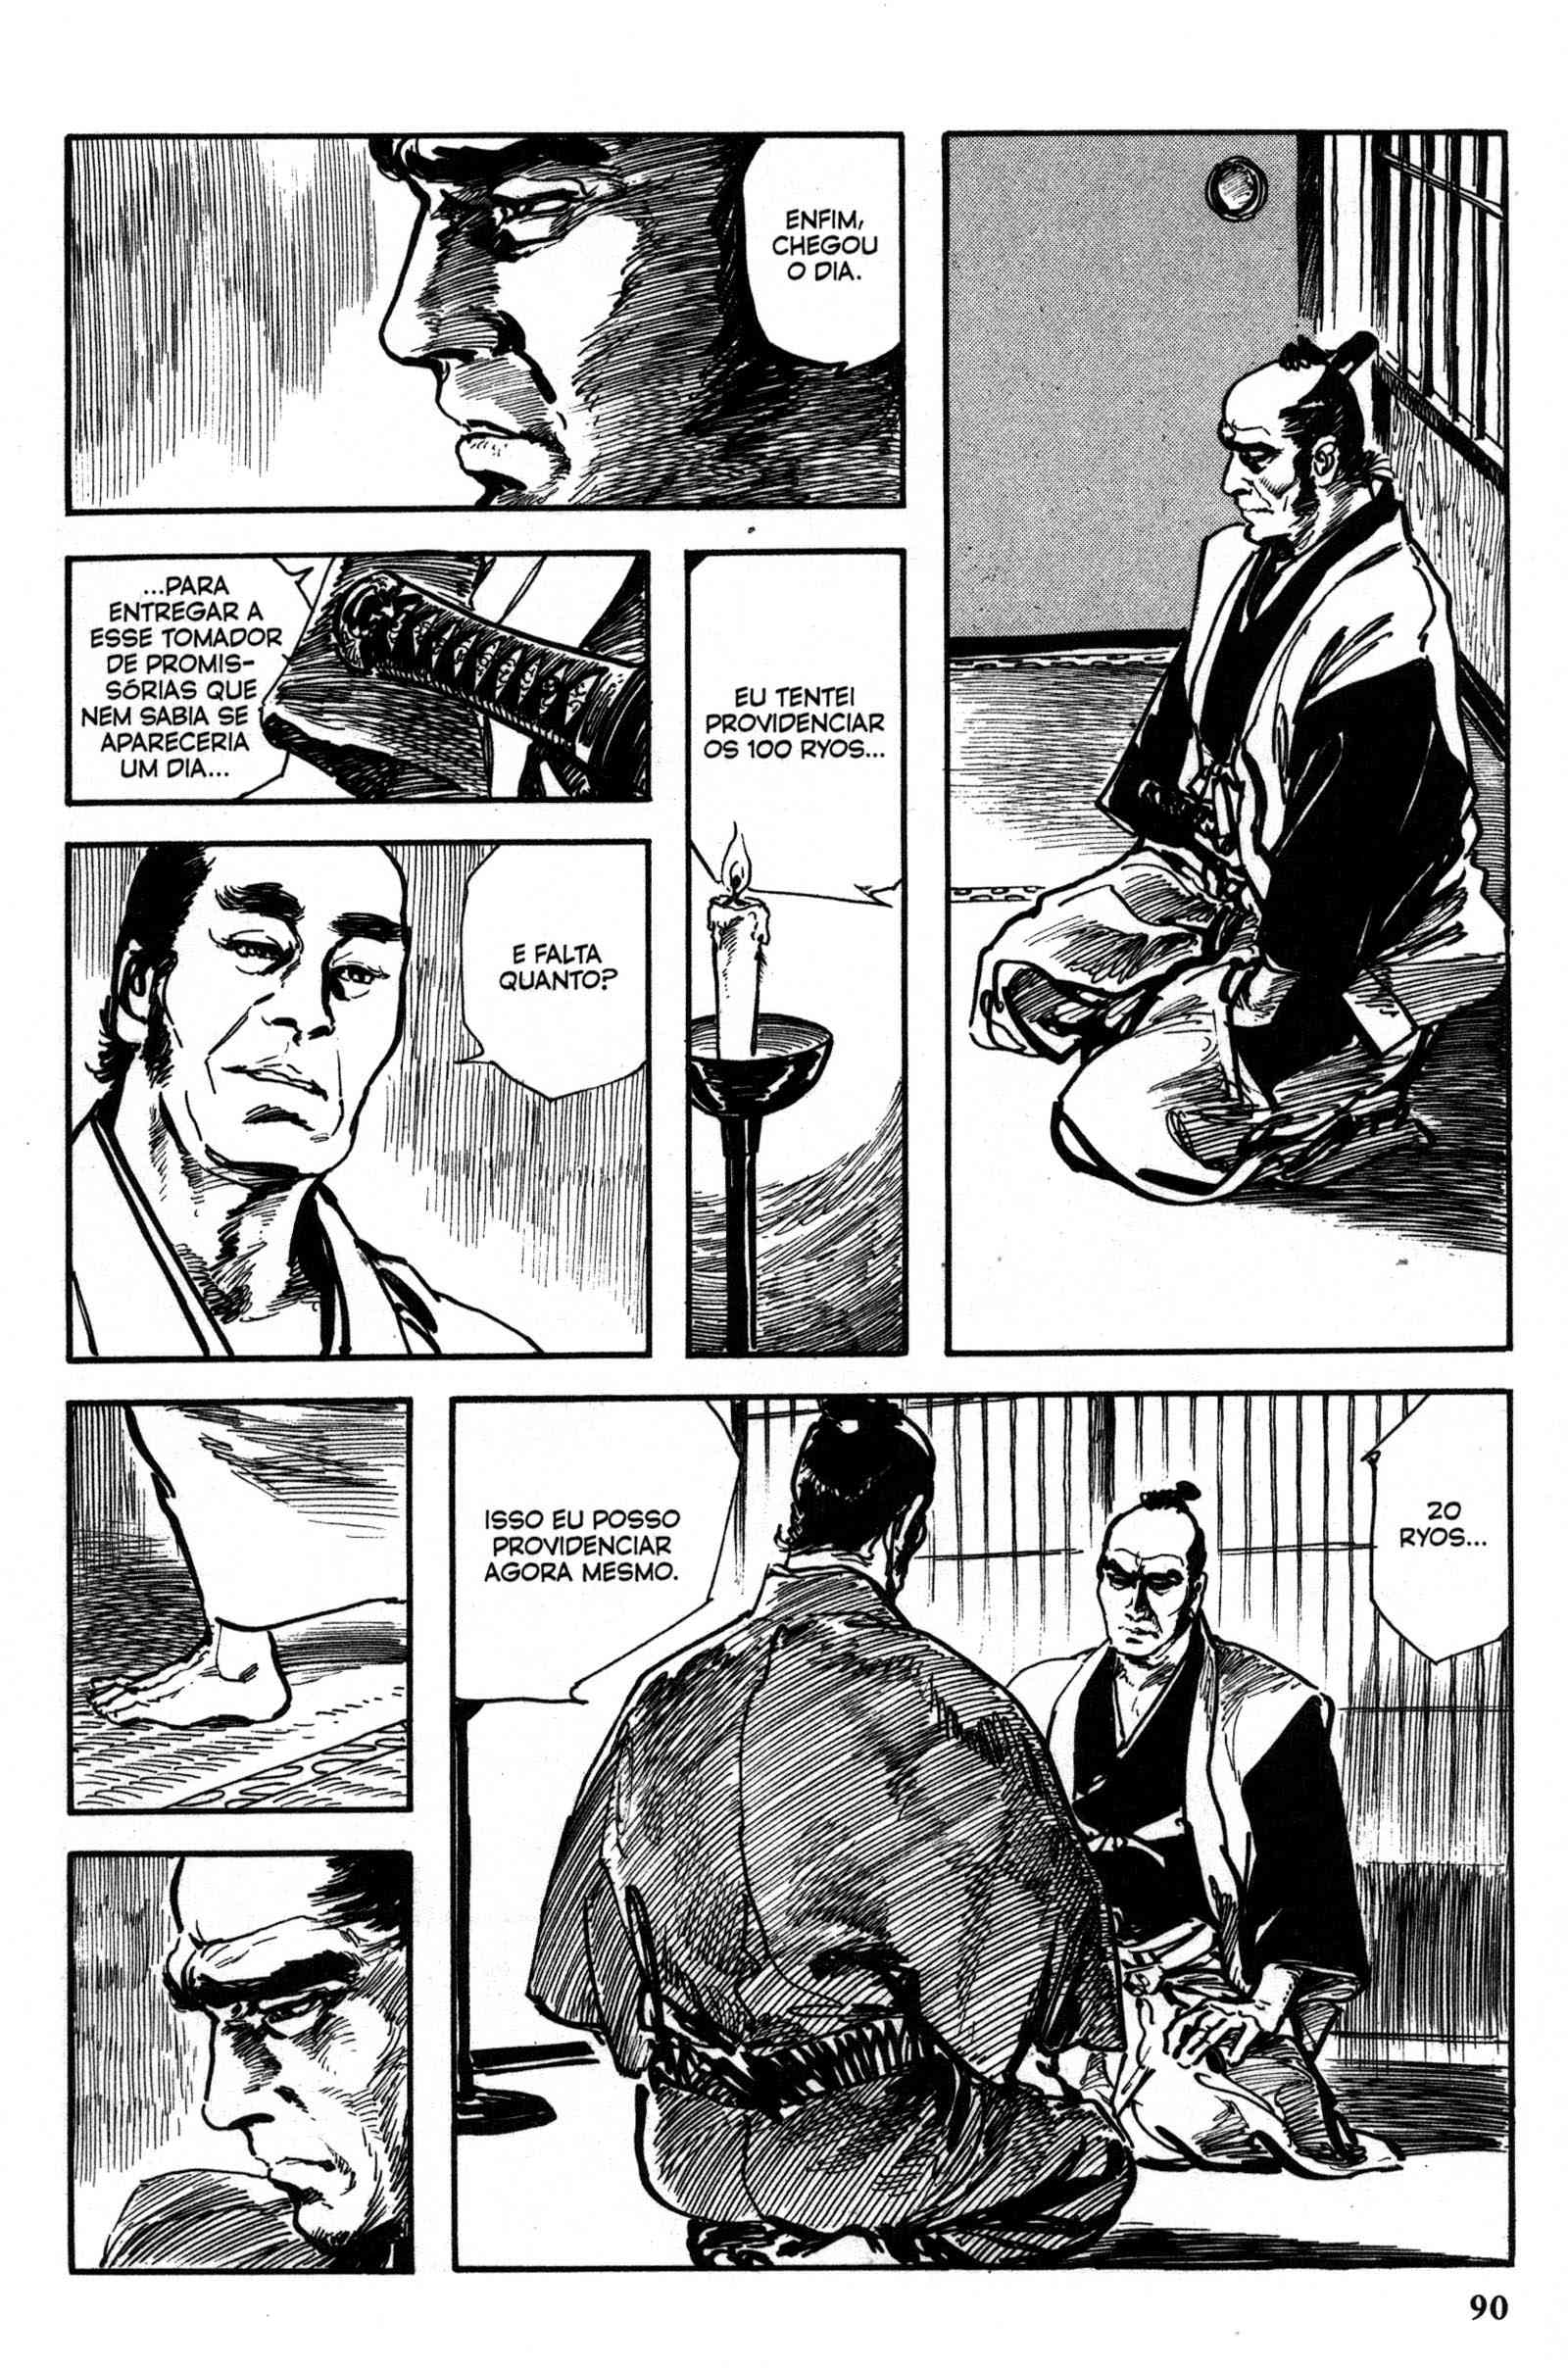 ENFIM,
CHEGOU
O DIA.
EU TENTEI
PROVIDENCIAR
OS 100 RYOS...
...PARA
ENTREGAR A
ESSE TOMADOR
DE PROMIS-
SÓRIAS QUE
NEM SABIA SE
APARECERIA
UM DIA...
E FALTA
QUANTO?
20
RYOS...
ISSO EU POSSO
PROVIDENCIAR
AGORA MESMO.
90